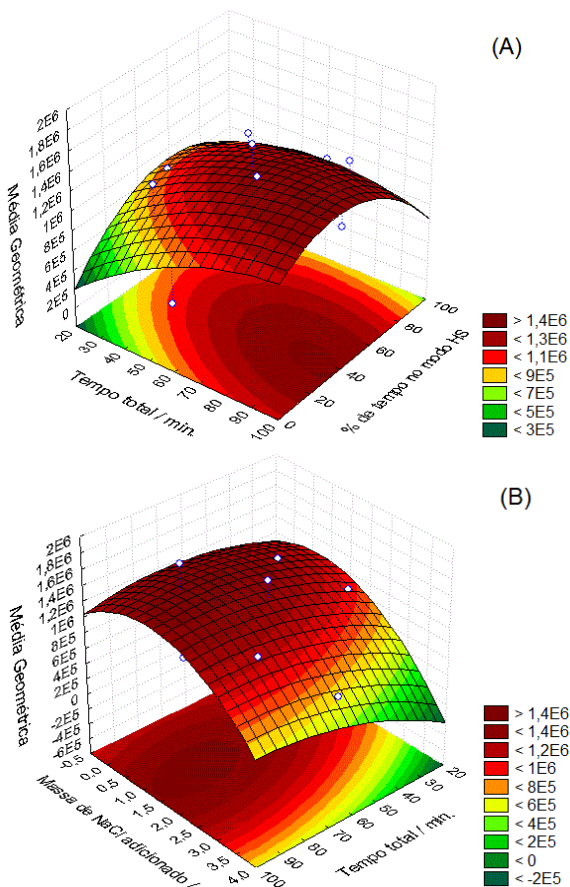 (A)
2E6
1,8E6
1,6E6
1,4E6
1,2E6
1E6
8E5
6E5
4E5
2E5
0
Média Geométrica
20
30
40
50
60
70
80
90
100
Tempo total / min.
0
20
40
60
80
100
% de tempo no modo HS
> 1,4E6
< 1,3E6
< 1,1E6
< 9E5
< 7E5
< 5E5
< 3E5
(B)
2E6
1,8E6
1,6E6
1,4E6
1,2E6
1E6
8E5
6E5
4E5
2E5
0
-2E5
-4E5
-6E5
Média Geométrica
-0,5
0,0
0,5
1,0
1,5
2,0
2,5
3,0
3,5
4,0
Massa de NaCl adicionado /
100
90
80
70
60
50
40
30
20
Tempo total / min.
> 1,4E6
< 1,4E6
< 1,2E6
< 1E6
< 8E5
< 6E5
< 4E5
< 2E5
< 0
< -2E5